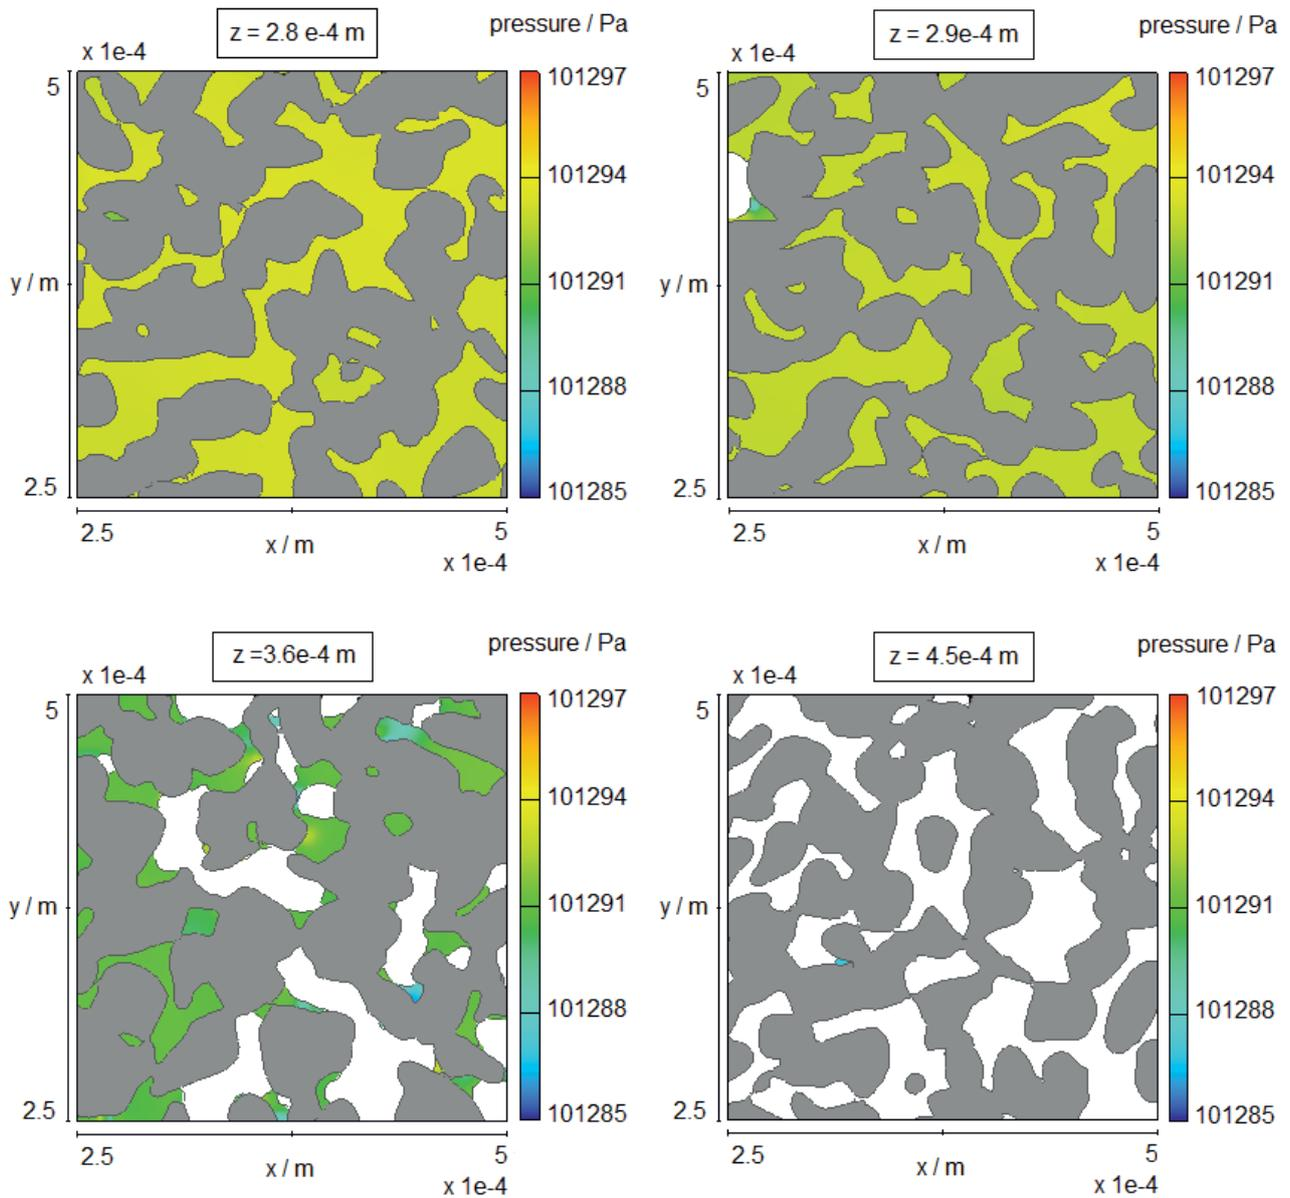 z = 2.8 e-4 m
pressure / Pa
x 1e-4
5
y / m
2.5
2.5
5
x / m
x 1e-4
101297
101294
101291
101288
101285
z = 2.9e-4 m
pressure / Pa
x 1e-4
5
y / m
2.5
2.5
5
x / m
x 1e-4
101297
101294
101291
101288
101285
z =3.6e-4 m
pressure / Pa
x 1e-4
5
y / m
2.5
2.5
5
x / m
x 1e-4
101297
101294
101291
101288
101285
z = 4.5e-4 m
pressure / Pa
x 1e-4
5
y / m
2.5
2.5
5
x / m
x 1e-4
101297
101294
101291
101288
101285